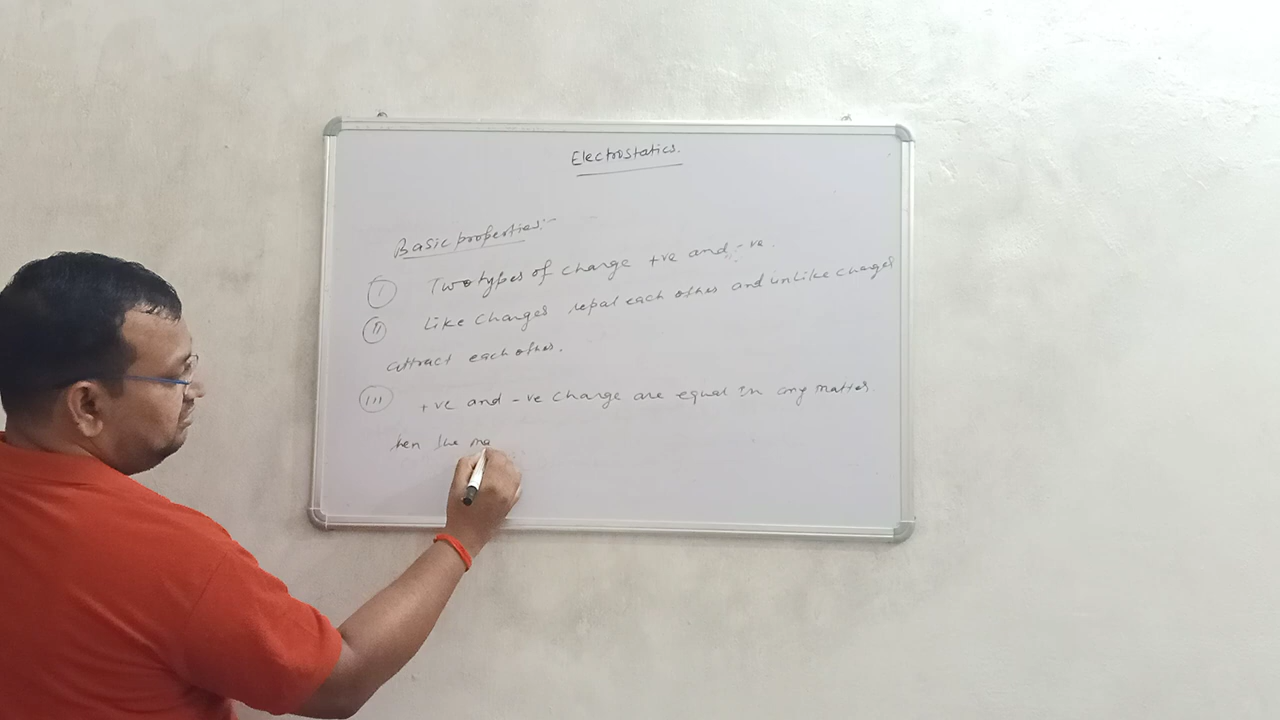 Electrostatics.
Basic properties:-
(I) Two types of charge +ve and -ve.
(II) Like charges repal each other and unlike charges
attract each other.
(III) +ve and -ve charge are equal in any matter
then the ma